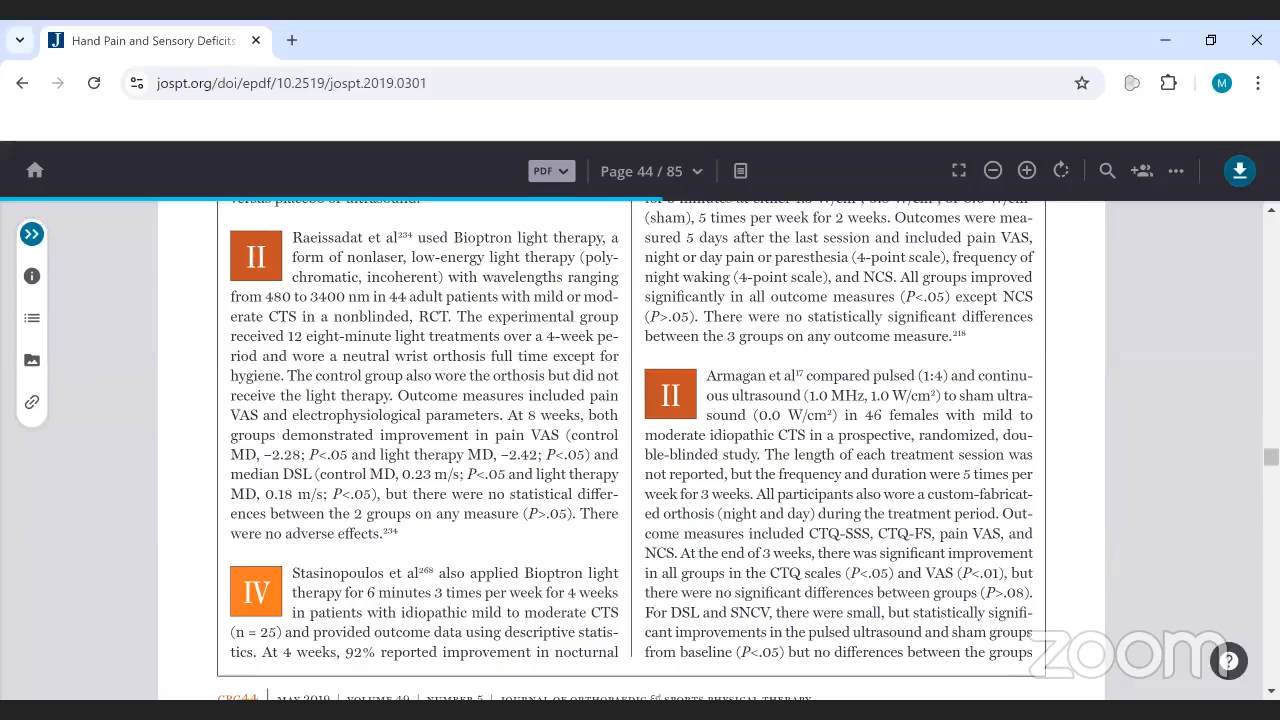 Hand Pain and Sensory Deficits
jospt.org/doi/epdf/10.2519/jospt.2019.0301
M
PDF
Page 44 / 85
versus placebo or ultrasound.
II
Raeissadat et al234 used Bioptron light therapy, a
form of nonlaser, low-energy light therapy (poly-
chromatic, incoherent) with wavelengths ranging
from 480 to 3400 nm in 44 adult patients with mild or mod-
erate CTS in a nonblinded, RCT. The experimental group
received 12 eight-minute light treatments over a 4-week pe-
riod and wore a neutral wrist orthosis full time except for
hygiene. The control group also wore the orthosis but did not
receive the light therapy. Outcome measures included pain
VAS and electrophysiological parameters. At 8 weeks, both
groups demonstrated improvement in pain VAS (control
MD, −2.28; P<.05 and light therapy MD, −2.42; P<.05) and
median DSL (control MD, 0.23 m/s; P<.05 and light therapy
MD, 0.18 m/s; P<.05), but there were no statistical differ-
ences between the 2 groups on any measure (P>.05). There
were no adverse effects.234
IV
Stasinopoulos et al268 also applied Bioptron light
therapy for 6 minutes 3 times per week for 4 weeks
in patients with idiopathic mild to moderate CTS
(n = 25) and provided outcome data using descriptive statis-
tics. At 4 weeks, 92% reported improvement in nocturnal
(sham), 5 times per week for 2 weeks. Outcomes were mea-
sured 5 days after the last session and included pain VAS,
night or day pain or paresthesia (4-point scale), frequency of
night waking (4-point scale), and NCS. All groups improved
significantly in all outcome measures (P<.05) except NCS
(P>.05). There were no statistically significant differences
between the 3 groups on any outcome measure.218
II
Armagan et al17 compared pulsed (1:4) and continu-
ous ultrasound (1.0 MHz, 1.0 W/cm2) to sham ultra-
sound (0.0 W/cm2) in 46 females with mild to
moderate idiopathic CTS in a prospective, randomized, dou-
ble-blinded study. The length of each treatment session was
not reported, but the frequency and duration were 5 times per
week for 3 weeks. All participants also wore a custom-fabricat-
ed orthosis (night and day) during the treatment period. Out-
come measures included CTQ-SSS, CTQ-FS, pain VAS, and
NCS. At the end of 3 weeks, there was significant improvement
in all groups in the CTQ scales (P<.05) and VAS (P<.01), but
there were no significant differences between groups (P>.08).
For DSL and SNCV, there were small, but statistically signifi-
cant improvements in the pulsed ultrasound and sham groups
from baseline (P<.05) but no differences between the groups
CPG44 | MAY 2019 | VOLUME 49 | NUMBER 5 | JOURNAL OF ORTHOPAEDIC & SPORTS PHYSICAL THERAPY
zoom